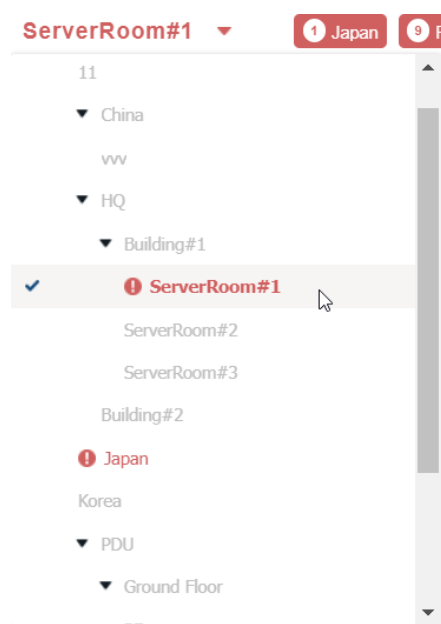 ServerRoom#1
1 Japan
9
11
China
vvv
HQ
Building#1
ServerRoom#1
ServerRoom#2
ServerRoom#3
Building#2
Japan
Korea
PDU
Ground Floor